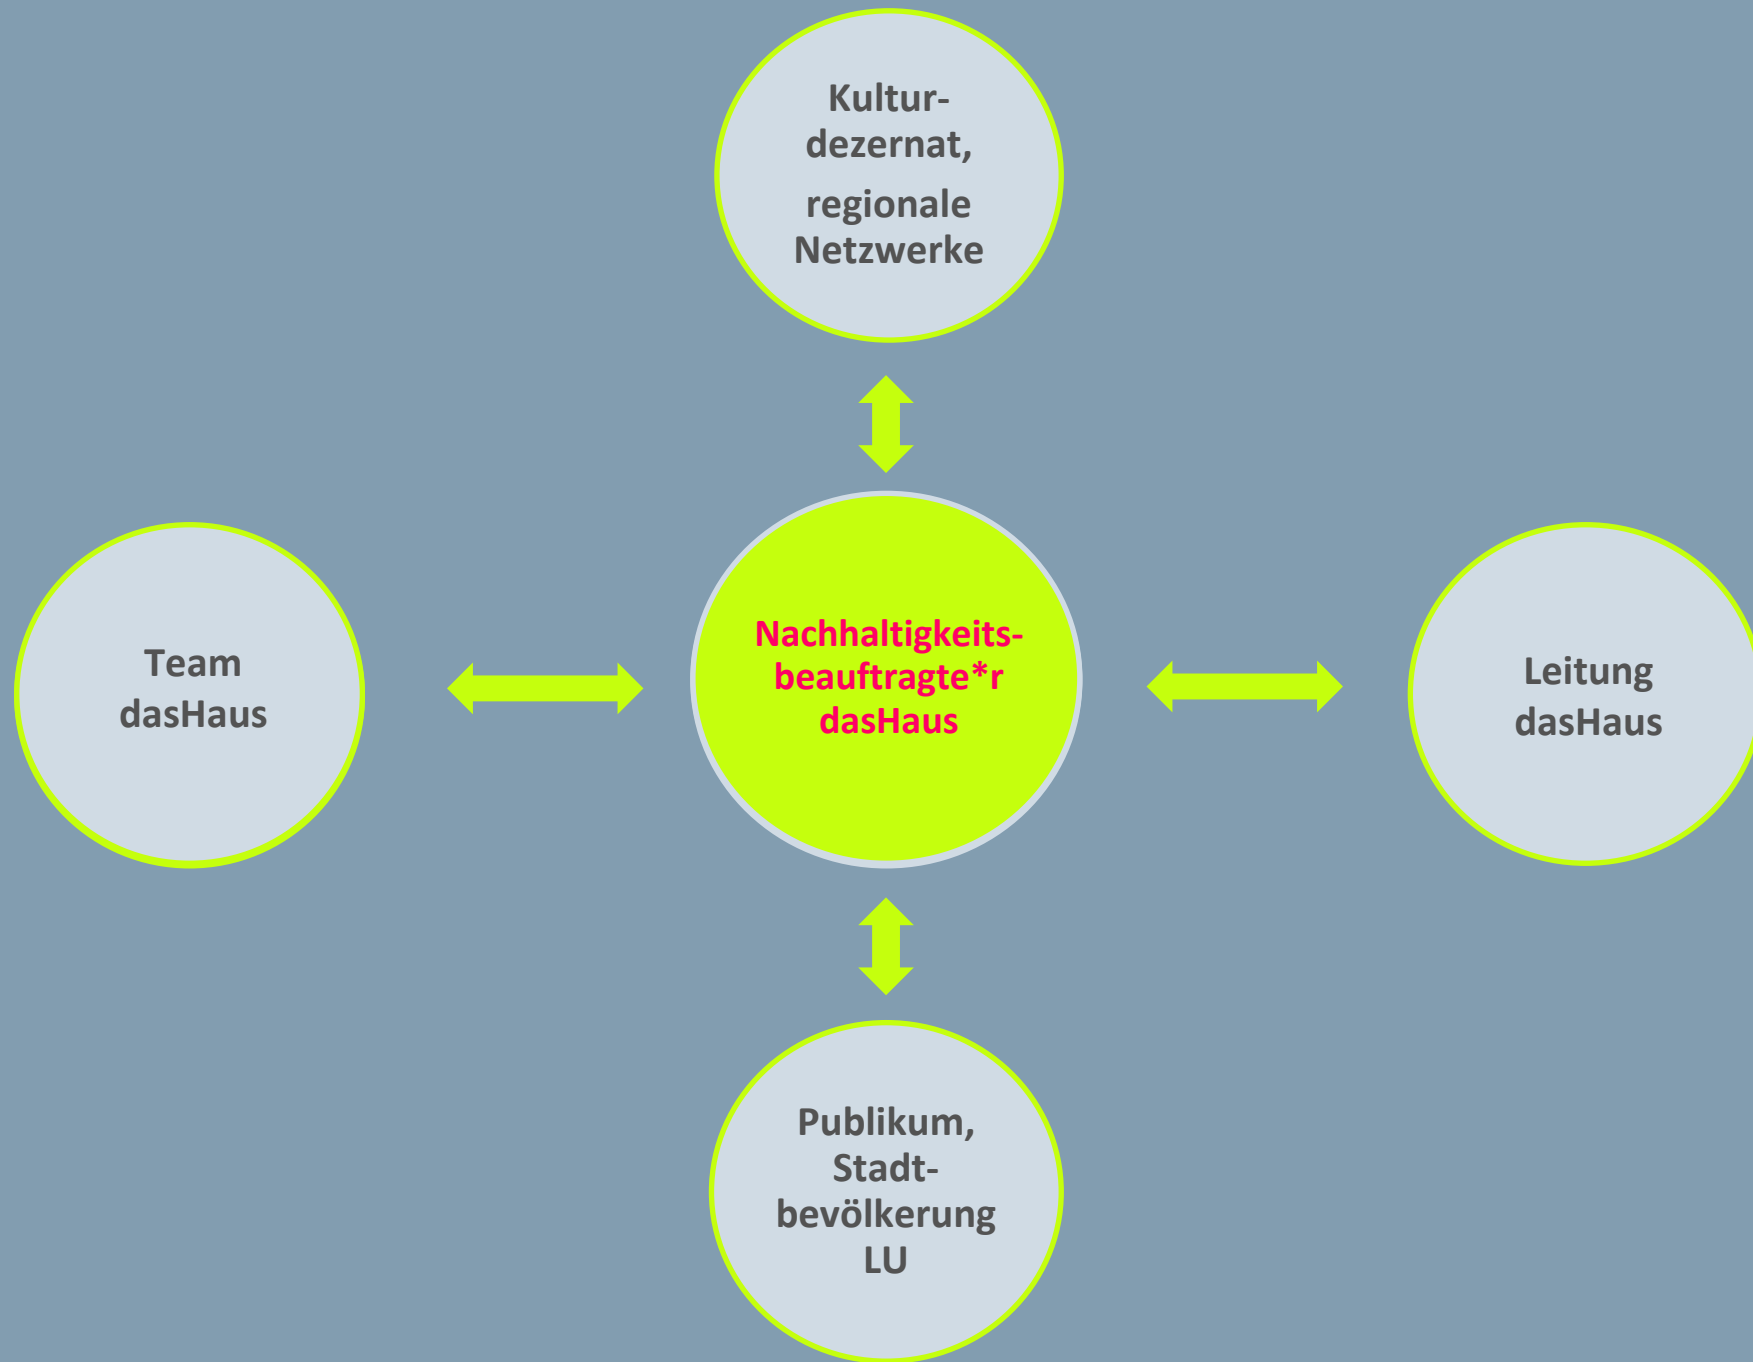 Kultur-
dezernat,
regionale
Netzwerke
Team
dasHaus
Nachhaltigkeits-
beauftragte*r
dasHaus
Leitung
dasHaus
Publikum,
Stadt-
bevölkerung
LU